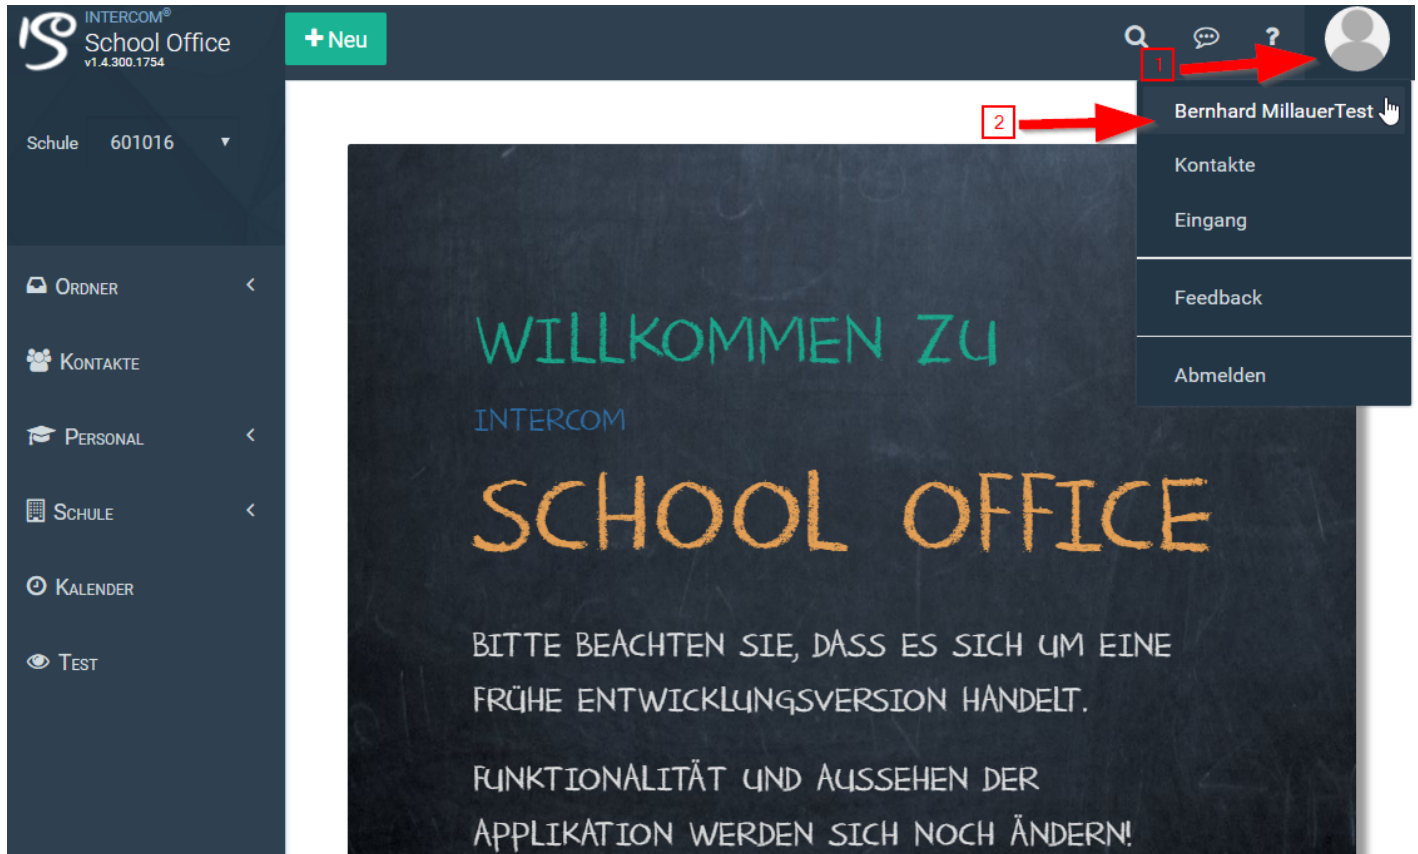 INTERCOM®
School Office
v1.4.300.1754
Neu
?
1
Bernhard MillauerTest
2
Schule 601016
Kontakte
Eingang
Feedback
Abmelden
ORDNER
KONTAKTE
PERSONAL
SCHULE
KALENDER
TEST
WILLKOMMEN ZU
INTERCOM
SCHOOL OFFICE
BITTE BEACHTEN SIE, DASS ES SICH UM EINE
FRÜHE ENTWICKLUNGSVERSION HANDELT.
FUNKTIONALITÄT UND AUSSEHEN DER
APPLIKATION WERDEN SICH NOCH ÄNDERN!